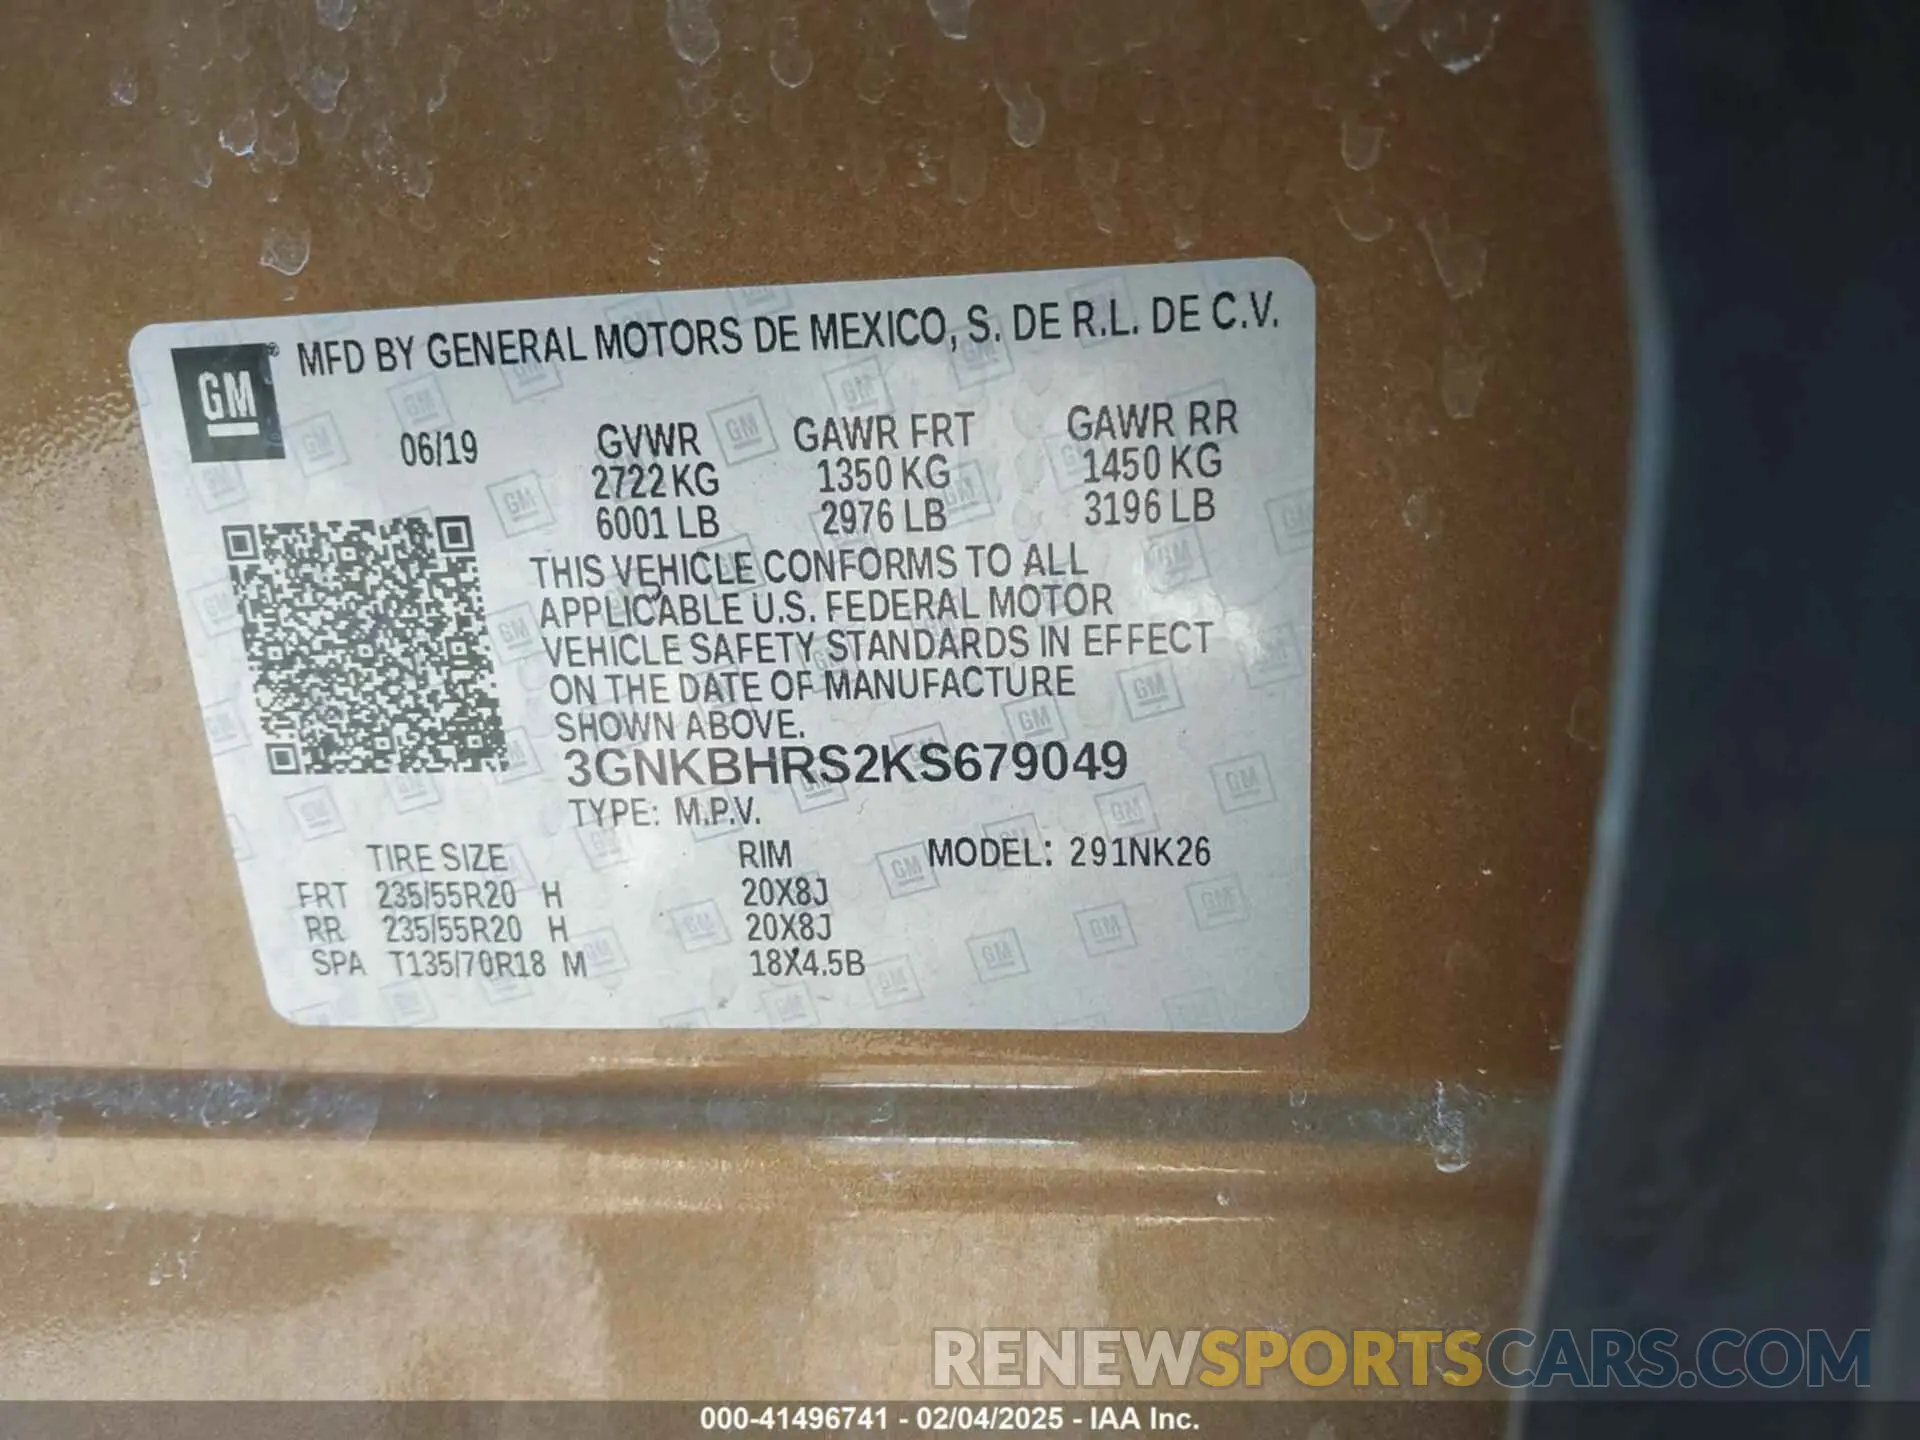 GM® MFD BY GENERAL MOTORS DE MEXICO, S. DE R.L. DE C.V.
06/19 GVWR GAWR FRT GAWR RR
2722 KG 1350 KG 1450 KG
6001 LB 2976 LB 3196 LB
THIS VEHICLE CONFORMS TO ALL
APPLICABLE U.S. FEDERAL MOTOR
VEHICLE SAFETY STANDARDS IN EFFECT
ON THE DATE OF MANUFACTURE
SHOWN ABOVE.
3GNKBHRS2KS679049
TYPE: M.P.V.
TIRE SIZE RIM MODEL: 291NK26
FRT 235/55R20 H 20X8J
RR 235/55R20 H 20X8J
SPA T135/70R18 M 18X4.5B
RENEWSPORTSCARS.COM
000-41496741 - 02/04/2025 - IAA Inc.